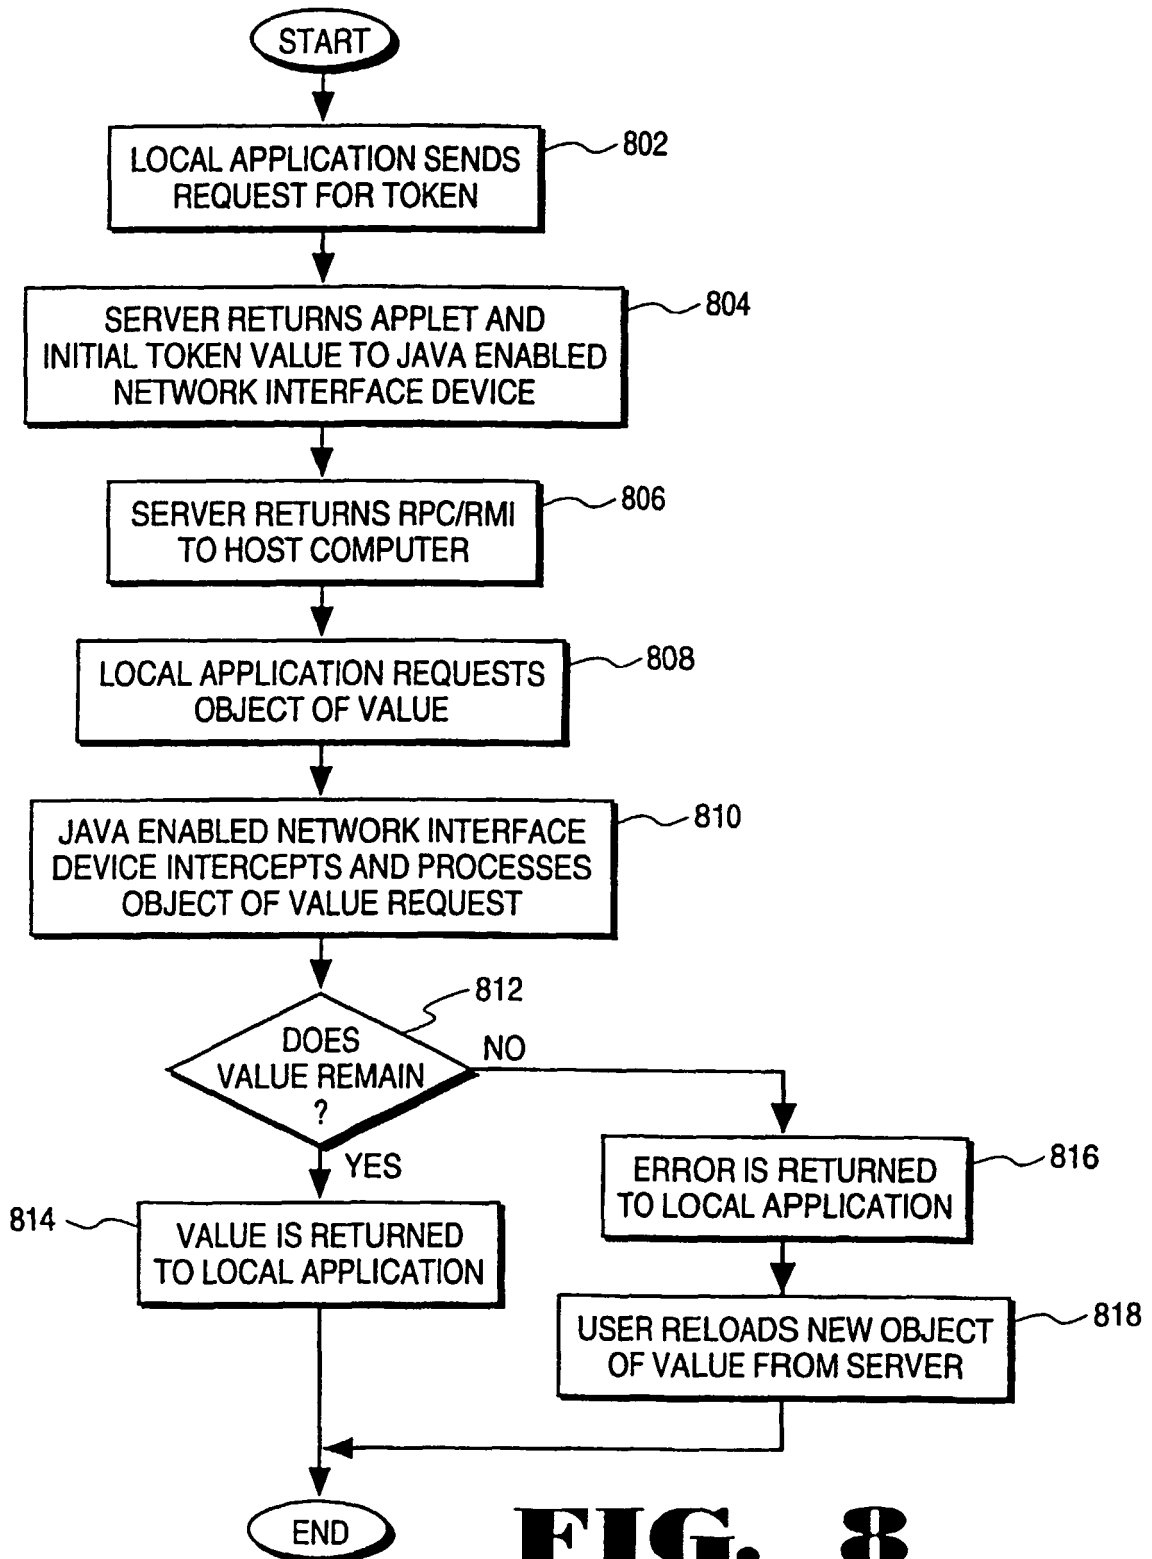 START
LOCAL APPLICATION SENDS
REQUEST FOR TOKEN
802
SERVER RETURNS APPLET AND
INITIAL TOKEN VALUE TO JAVA ENABLED
NETWORK INTERFACE DEVICE
804
SERVER RETURNS RPC/RMI
TO HOST COMPUTER
806
LOCAL APPLICATION REQUESTS
OBJECT OF VALUE
808
JAVA ENABLED NETWORK INTERFACE
DEVICE INTERCEPTS AND PROCESSES
OBJECT OF VALUE REQUEST
810
DOES
VALUE REMAIN
?
812
NO
YES
814
VALUE IS RETURNED
TO LOCAL APPLICATION
ERROR IS RETURNED
TO LOCAL APPLICATION
816
USER RELOADS NEW OBJECT
OF VALUE FROM SERVER
818
END
FIG. 8